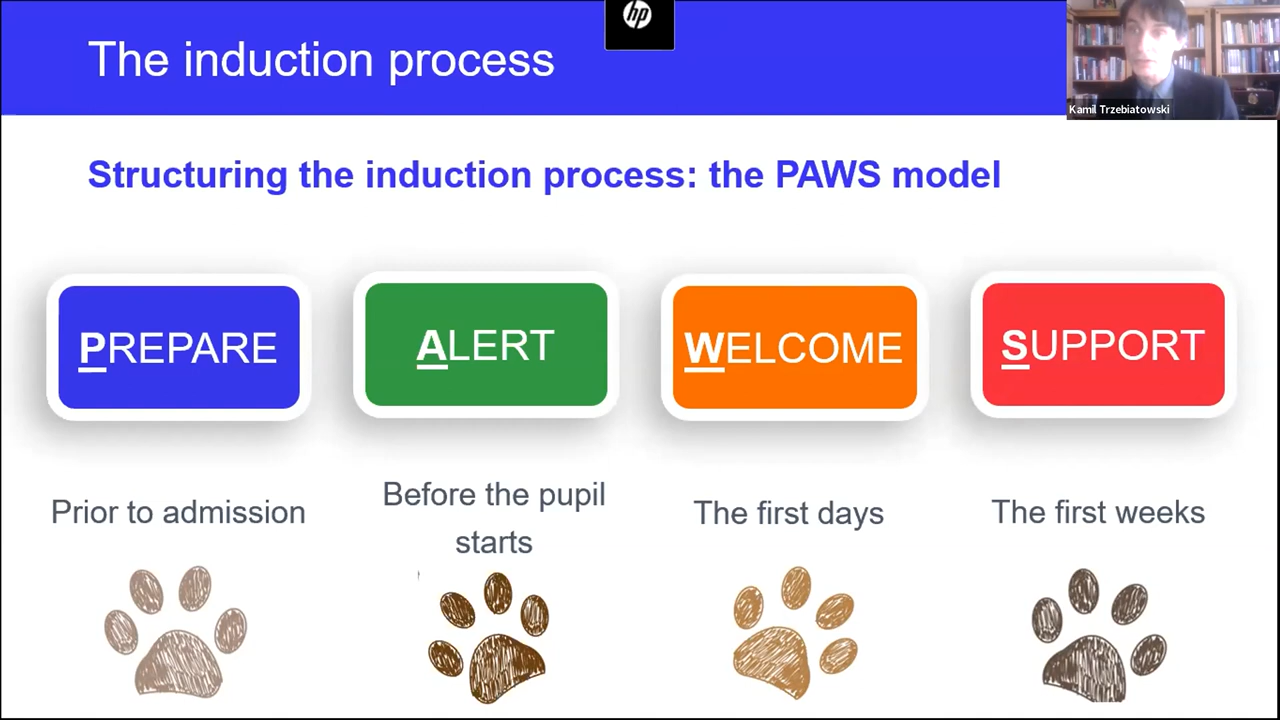 hp
The induction process
Kamil Trzebiatowski
Structuring the induction process: the PAWS model
PREPARE
ALERT
WELCOME
SUPPORT
Prior to admission
Before the pupil
starts
The first days
The first weeks